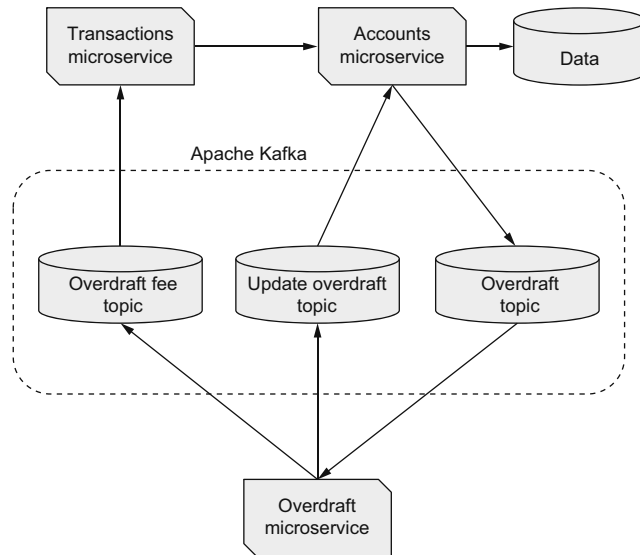 Transactions
microservice
Accounts
microservice
Data
Apache Kafka
Overdraft fee
topic
Update overdraft
topic
Overdraft
topic
Overdraft
microservice